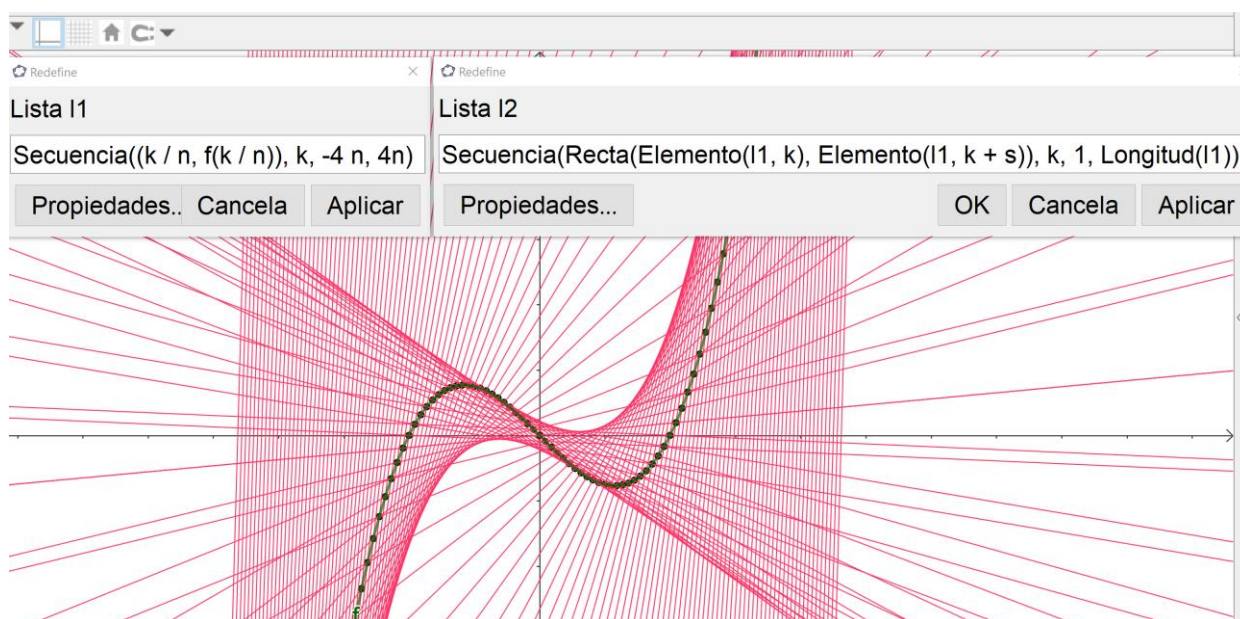 Redefine
Lista l1
Secuencia((k / n, f(k / n)), k, -4 n, 4n)
Propiedades..
Cancela
Aplicar
Redefine
Lista l2
Secuencia(Recta(Elemento(l1, k), Elemento(l1, k + s)), k, 1, Longitud(l1))
Propiedades...
OK
Cancela
Aplicar
f